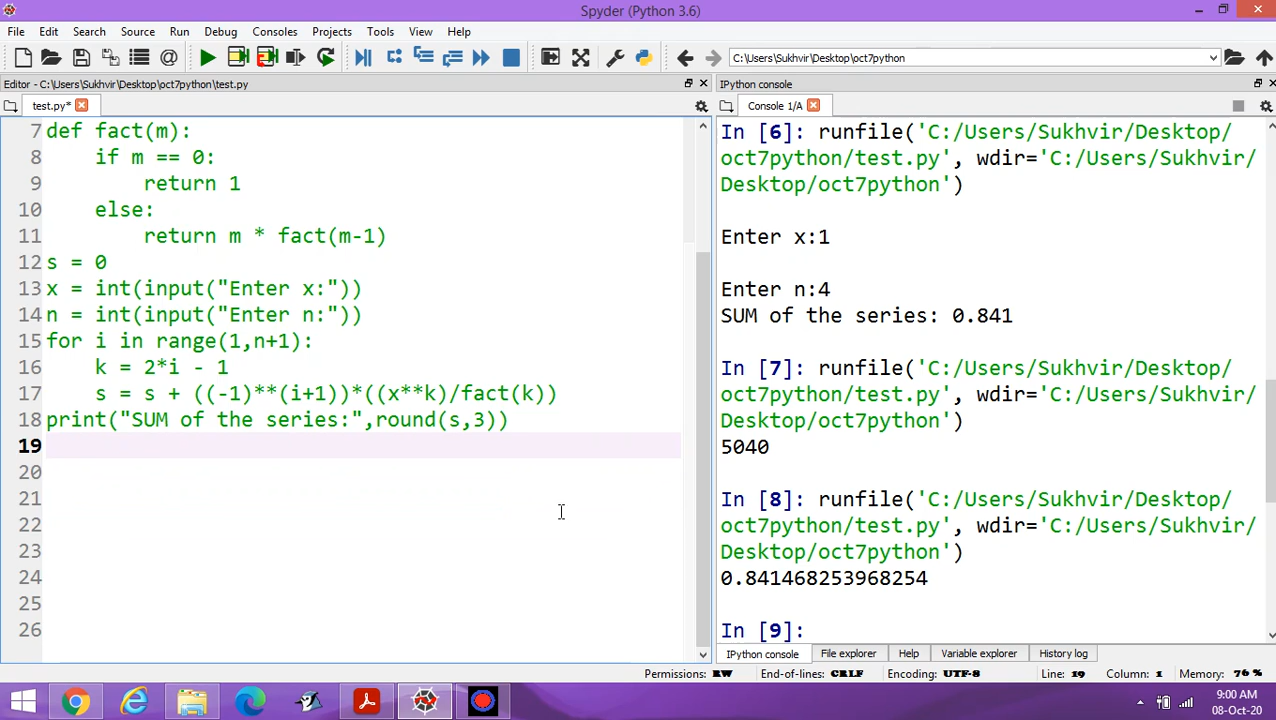 Spyder (Python 3.6)
File Edit Search Source Run Debug Consoles Projects Tools View Help
C:\Users\Sukhvir\Desktop\oct7python
Editor - C:\Users\Sukhvir\Desktop\oct7python\test.py
test.py*
7 def fact(m):
8 if m == 0:
9 return 1
10 else:
11 return m * fact(m-1)
12 s = 0
13 x = int(input("Enter x:"))
14 n = int(input("Enter n:"))
15 for i in range(1,n+1):
16 k = 2*i - 1
17 s = s + ((-1)**(i+1))*((x**k)/fact(k))
18 print("SUM of the series:",round(s,3))
19
20
21
22
23
24
25
26
IPython console
Console 1/A
In [6]: runfile('C:/Users/Sukhvir/Desktop/
oct7python/test.py', wdir='C:/Users/Sukhvir/
Desktop/oct7python')
Enter x:1
Enter n:4
SUM of the series: 0.841
In [7]: runfile('C:/Users/Sukhvir/Desktop/
oct7python/test.py', wdir='C:/Users/Sukhvir/
Desktop/oct7python')
5040
In [8]: runfile('C:/Users/Sukhvir/Desktop/
oct7python/test.py', wdir='C:/Users/Sukhvir/
Desktop/oct7python')
0.841468253968254
In [9]:
IPython console File explorer Help Variable explorer History log
Permissions: RW End-of-lines: CRLF Encoding: UTF-8 Line: 19 Column: 1 Memory: 76 %
9:00 AM
08-Oct-20